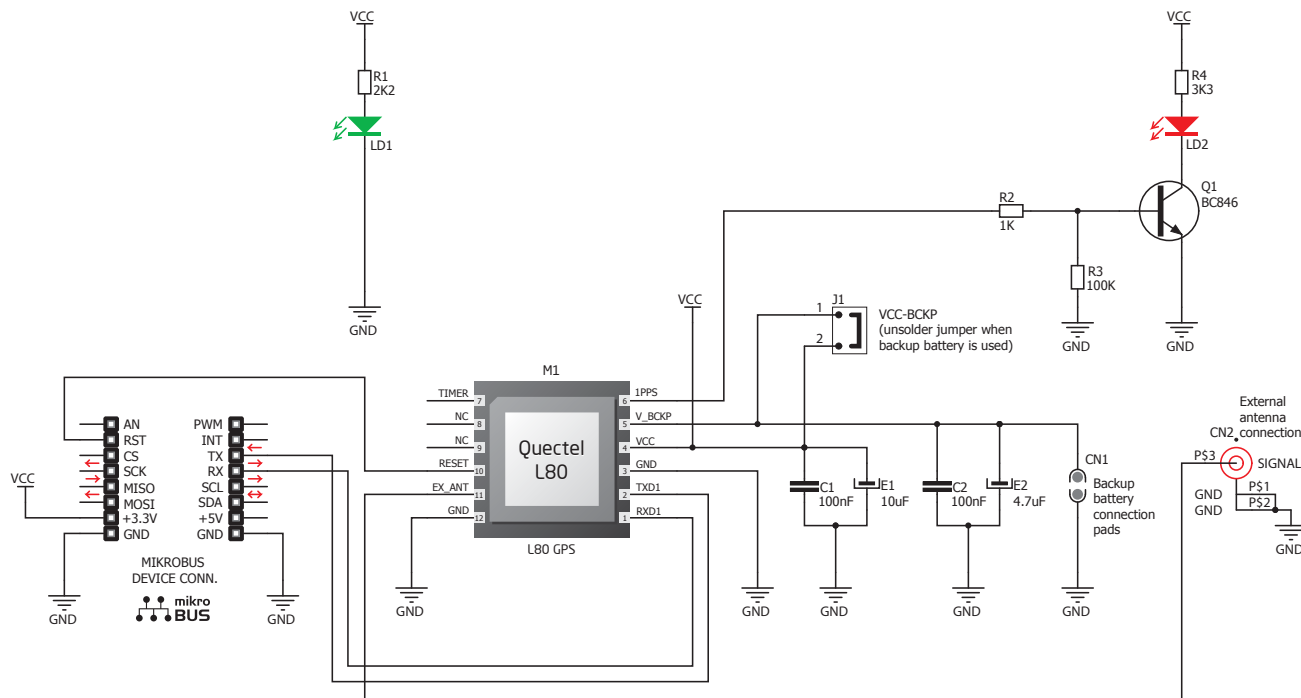 VCC
R1
2K2
LD1
GND
VCC
R4
3K3
LD2
Q1
BC846
R2
1K
R3
100K
GND
GND
VCC
J1
1
2
VCC-BCKP
(unsolder jumper when
backup battery is used)
M1
TIMER 7
NC 8
NC 9
RESET 10
EX_ANT 11
GND 12
Quectel
L80
6 1PPS
5 V_BCKP
4 VCC
3 GND
2 TXD1
1 RXD1
L80 GPS
GND
GND
AN
RST
CS
SCK
MISO
MOSI
+3.3V
GND
PWM
INT
TX
RX
SCL
SDA
+5V
GND
VCC
GND
GND
MIKROBUS
DEVICE CONN.
mikro
BUS
C1
100nF
E1
10uF
GND
C2
100nF
E2
4.7uF
GND
CN1
Backup
battery
connection
pads
GND
External
antenna
connection
CN2
P$3
SIGNAL
GND P$1
GND P$2
GND